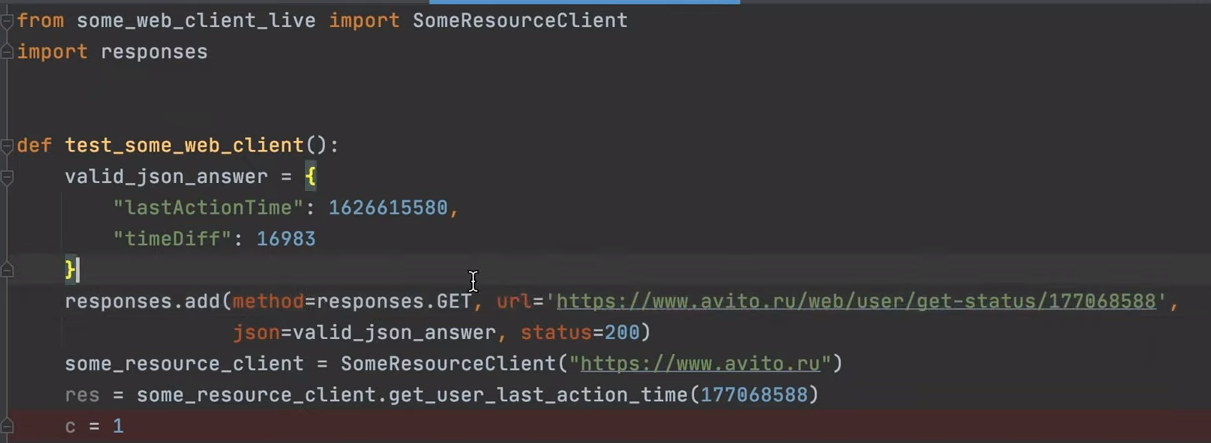 from some_web_client_live import SomeResourceClient
import responses
def test_some_web_client():
valid_json_answer = {
"lastActionTime": 1626615580,
"timeDiff": 16983
}
responses.add(method=responses.GET, url='https://www.avito.ru/web/user/get-status/177068588',
json=valid_json_answer, status=200)
some_resource_client = SomeResourceClient("https://www.avito.ru")
res = some_resource_client.get_user_last_action_time(177068588)
c = 1